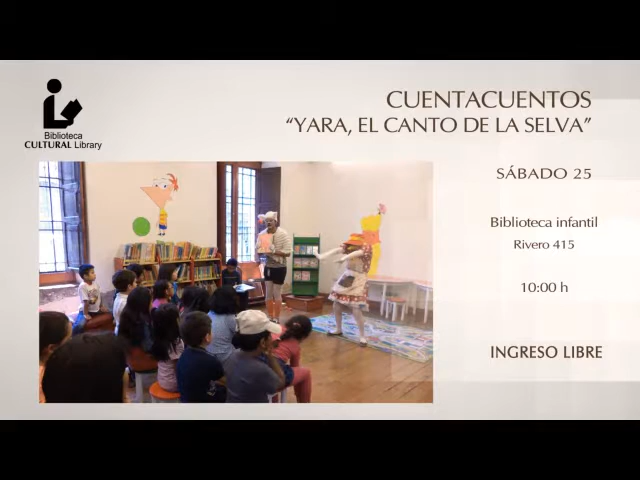 Biblioteca
CULTURAL Library
CUENTACUENTOS
“YARA, EL CANTO DE LA SELVA”
SÁBADO 25
Biblioteca infantil
Rivero 415
10:00 h
INGRESO LIBRE